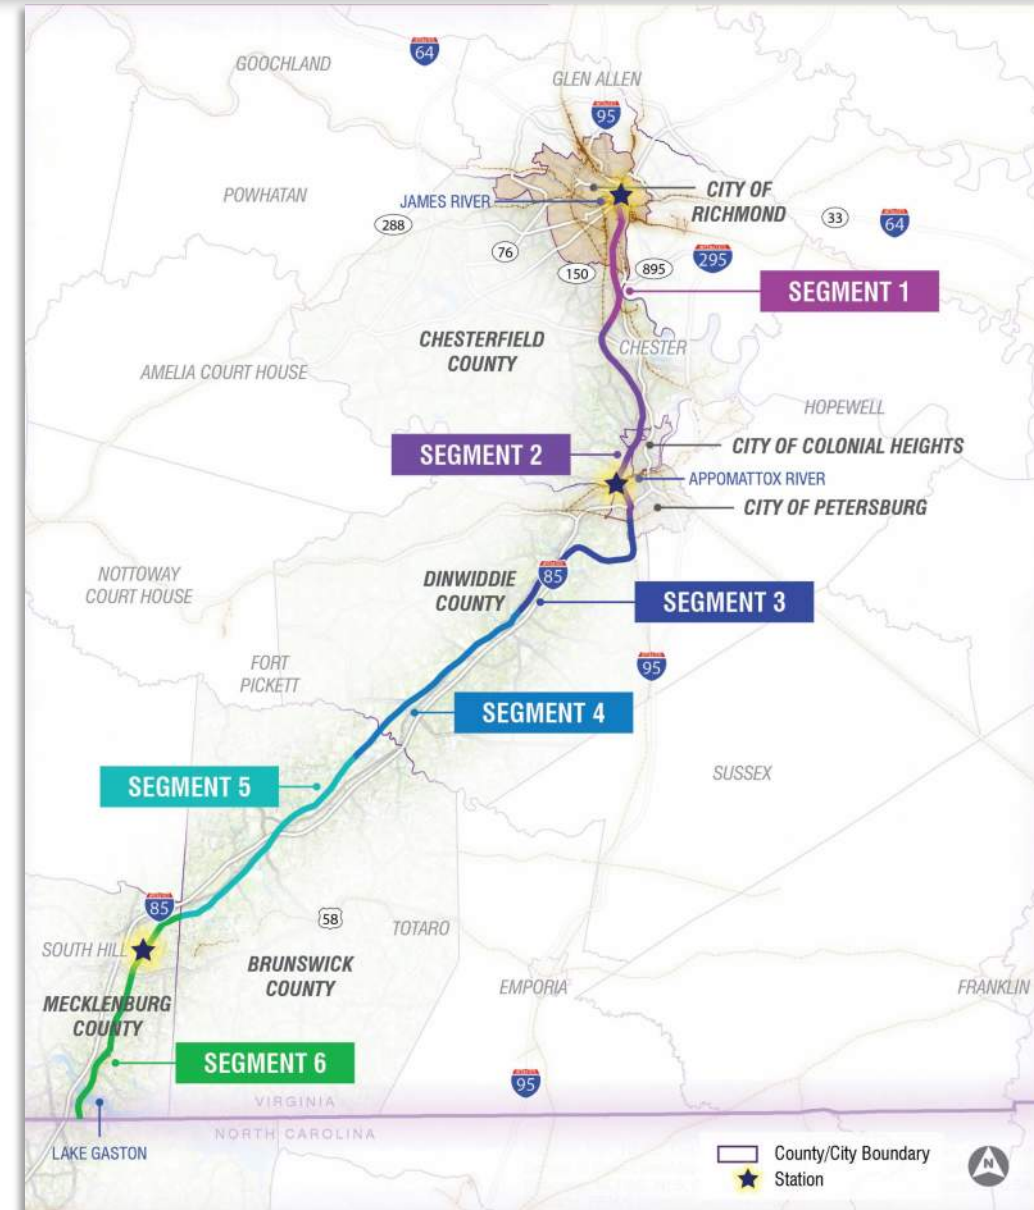 64
GOOCHLAND
GLEN ALLEN
95
POWHATAN
JAMES RIVER
CITY OF
RICHMOND
288
33
64
76
150
895
295
SEGMENT 1
CHESTERFIELD
COUNTY
CHESTER
AMELIA COURT HOUSE
HOPEWELL
SEGMENT 2
CITY OF COLONIAL HEIGHTS
APPOMATTOX RIVER
CITY OF PETERSBURG
NOTTOWAY
COURT HOUSE
DINWIDDIE
COUNTY
85
SEGMENT 3
FORT
PICKETT
95
SEGMENT 4
SUSSEX
SEGMENT 5
85
58
TOTARO
SOUTH HILL
BRUNSWICK
COUNTY
EMPORIA
FRANKLIN
MECKLENBURG
COUNTY
SEGMENT 6
95
VIRGINIA
NORTH CAROLINA
LAKE GASTON
County/City Boundary
Station
N